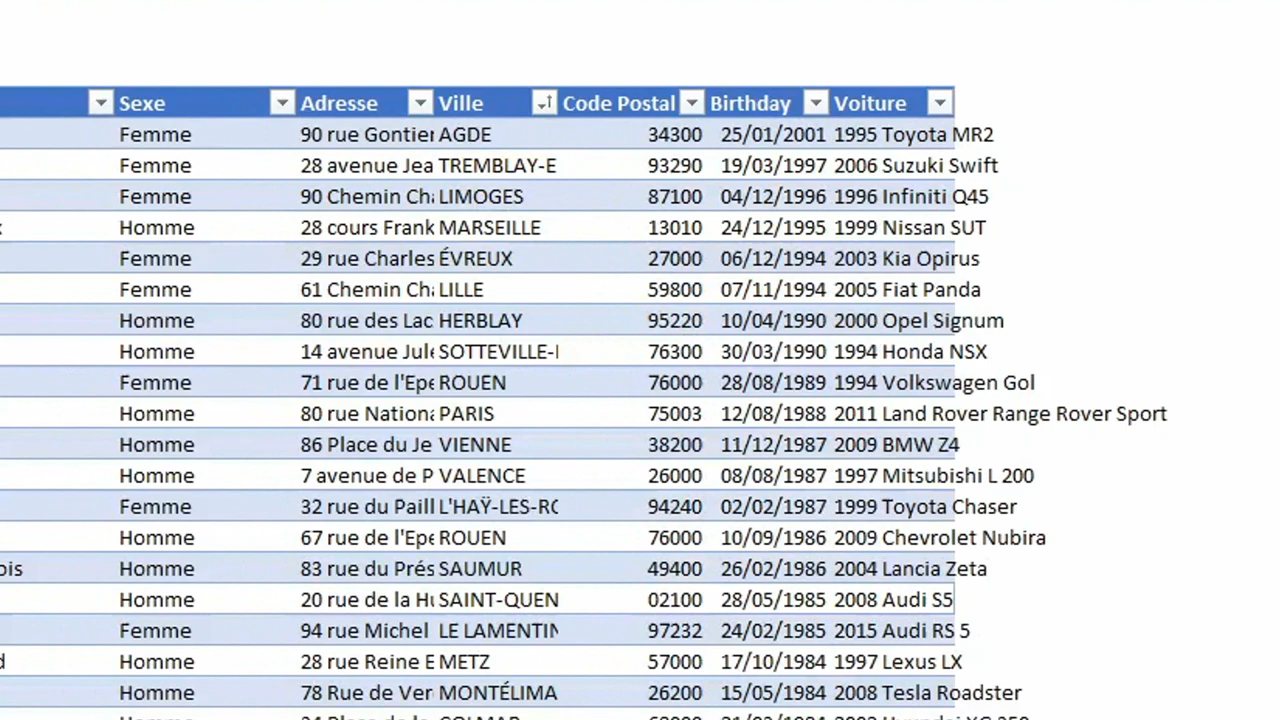 Sexe Adresse Ville Code Postal Birthday Voiture
Femme 90 rue Gontier AGDE 34300 25/01/2001 1995 Toyota MR2
Femme 28 avenue Jea TREMBLAY-E 93290 19/03/1997 2006 Suzuki Swift
Femme 90 Chemin Cha LIMOGES 87100 04/12/1996 1996 Infiniti Q45
Homme 28 cours Frank MARSEILLE 13010 24/12/1995 1999 Nissan SUT
Femme 29 rue Charles ÉVREUX 27000 06/12/1994 2003 Kia Opirus
Femme 61 Chemin Cha LILLE 59800 07/11/1994 2005 Fiat Panda
Homme 80 rue des Lac HERBLAY 95220 10/04/1990 2000 Opel Signum
Homme 14 avenue Jule SOTTEVILLE- 76300 30/03/1990 1994 Honda NSX
Femme 71 rue de l'Epe ROUEN 76000 28/08/1989 1994 Volkswagen Gol
Homme 80 rue Nationa PARIS 75003 12/08/1988 2011 Land Rover Range Rover Sport
Homme 86 Place du Je VIENNE 38200 11/12/1987 2009 BMW Z4
Homme 7 avenue de P VALENCE 26000 08/08/1987 1997 Mitsubishi L 200
Femme 32 rue du Paill L'HAŸ-LES-RO 94240 02/02/1987 1999 Toyota Chaser
Homme 67 rue de l'Epe ROUEN 76000 10/09/1986 2009 Chevrolet Nubira
ois Homme 83 rue du Prés SAUMUR 49400 26/02/1986 2004 Lancia Zeta
Homme 20 rue de la Hu SAINT-QUEN 02100 28/05/1985 2008 Audi S5
Femme 94 rue Michel LE LAMENTIN 97232 24/02/1985 2015 Audi RS 5
d Homme 28 rue Reine E METZ 57000 17/10/1984 1997 Lexus LX
Homme 78 Rue de Ver MONTÉLIMA 26200 15/05/1984 2008 Tesla Roadster